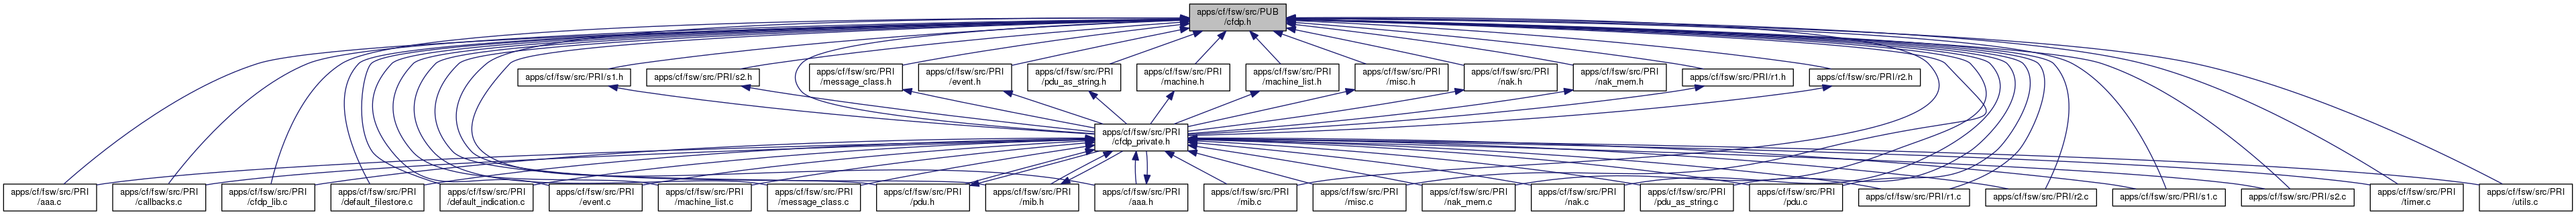 apps/cf/fsw/src/PUB
/cfdp.h
apps/cf/fsw/src/PRI/s1.h
apps/cf/fsw/src/PRI/s2.h
apps/cf/fsw/src/PRI
/message_class.h
apps/cf/fsw/src/PRI
/event.h
apps/cf/fsw/src/PRI
/pdu_as_string.h
apps/cf/fsw/src/PRI
/machine.h
apps/cf/fsw/src/PRI
/machine_list.h
apps/cf/fsw/src/PRI
/misc.h
apps/cf/fsw/src/PRI
/nak.h
apps/cf/fsw/src/PRI
/nak_mem.h
apps/cf/fsw/src/PRI/r1.h
apps/cf/fsw/src/PRI/r2.h
apps/cf/fsw/src/PRI
/cfdp_private.h
apps/cf/fsw/src/PRI
/aaa.c
apps/cf/fsw/src/PRI
/callbacks.c
apps/cf/fsw/src/PRI
/cfdp_lib.c
apps/cf/fsw/src/PRI
/default_filestore.c
apps/cf/fsw/src/PRI
/default_indication.c
apps/cf/fsw/src/PRI
/event.c
apps/cf/fsw/src/PRI
/machine_list.c
apps/cf/fsw/src/PRI
/message_class.c
apps/cf/fsw/src/PRI
/pdu.h
apps/cf/fsw/src/PRI
/mib.h
apps/cf/fsw/src/PRI
/aaa.h
apps/cf/fsw/src/PRI
/mib.c
apps/cf/fsw/src/PRI
/misc.c
apps/cf/fsw/src/PRI
/nak_mem.c
apps/cf/fsw/src/PRI
/nak.c
apps/cf/fsw/src/PRI
/pdu_as_string.c
apps/cf/fsw/src/PRI
/pdu.c
apps/cf/fsw/src/PRI/r1.c
apps/cf/fsw/src/PRI/r2.c
apps/cf/fsw/src/PRI/s1.c
apps/cf/fsw/src/PRI/s2.c
apps/cf/fsw/src/PRI
/timer.c
apps/cf/fsw/src/PRI
/utils.c